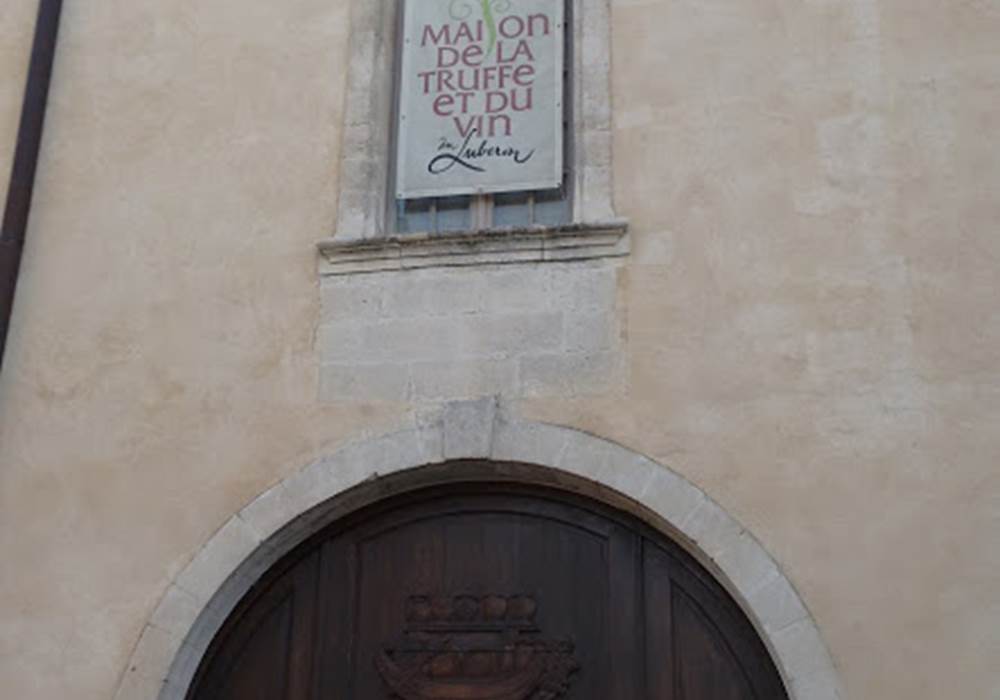 MAISON
De LA
TRUFFe
eT DU
VIN
du Luberon